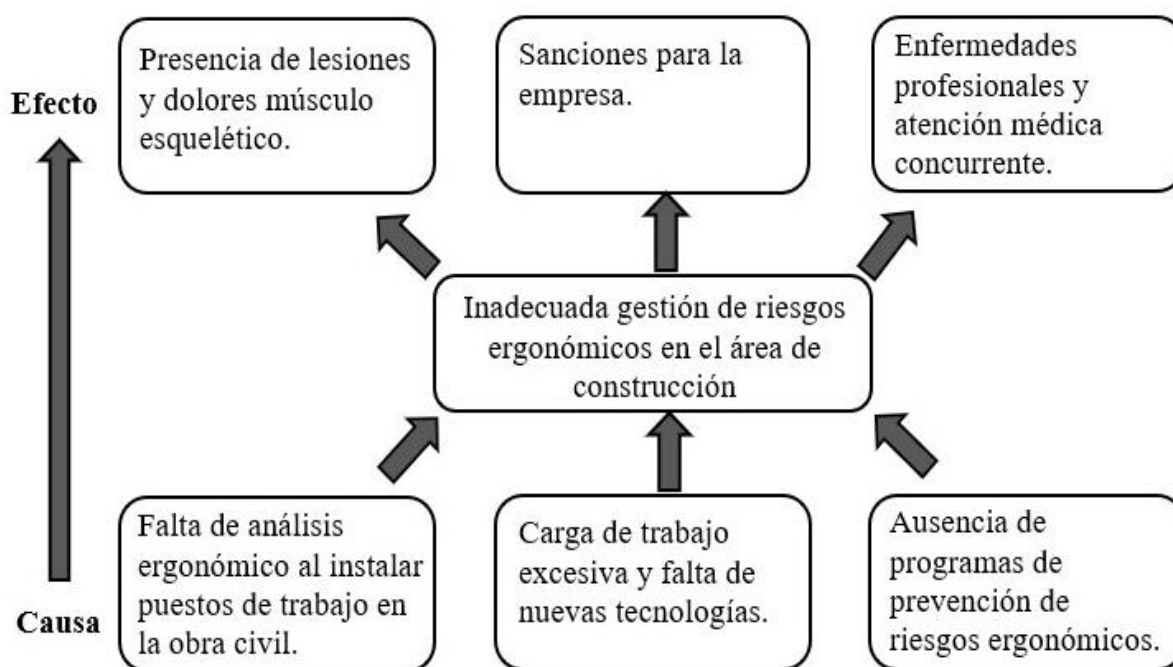 Efecto
Presencia de lesiones
y dolores músculo
esquelético.
Sanciones para la
empresa.
Enfermedades
profesionales y
atención médica
concurrente.
Inadecuada gestión de riesgos
ergonómicos en el área de
construcción
Causa
Falta de análisis
ergonómico al instalar
puestos de trabajo en
la obra civil.
Carga de trabajo
excesiva y falta de
nuevas tecnologías.
Ausencia de
programas de
prevención de
riesgos ergonómicos.